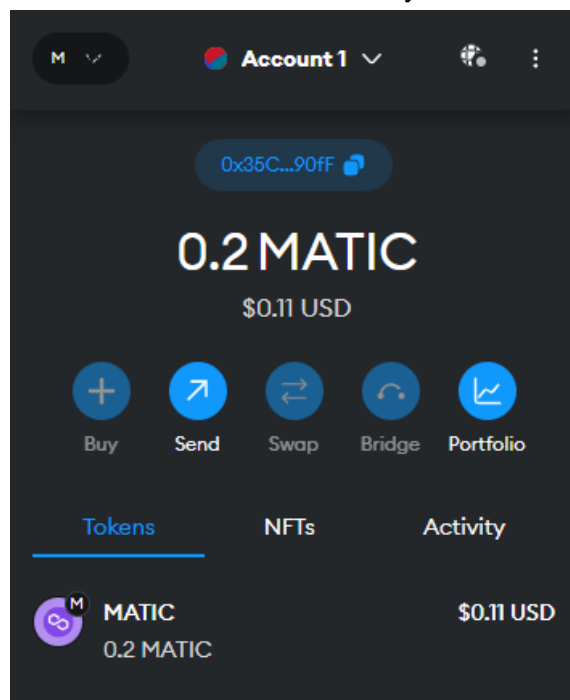 M Account 1
0x35C...90fF
0.2 MATIC
$0.11 USD
Buy Send Swap Bridge Portfolio
Tokens NFTs Activity
M
MATIC $0.11 USD
0.2 MATIC